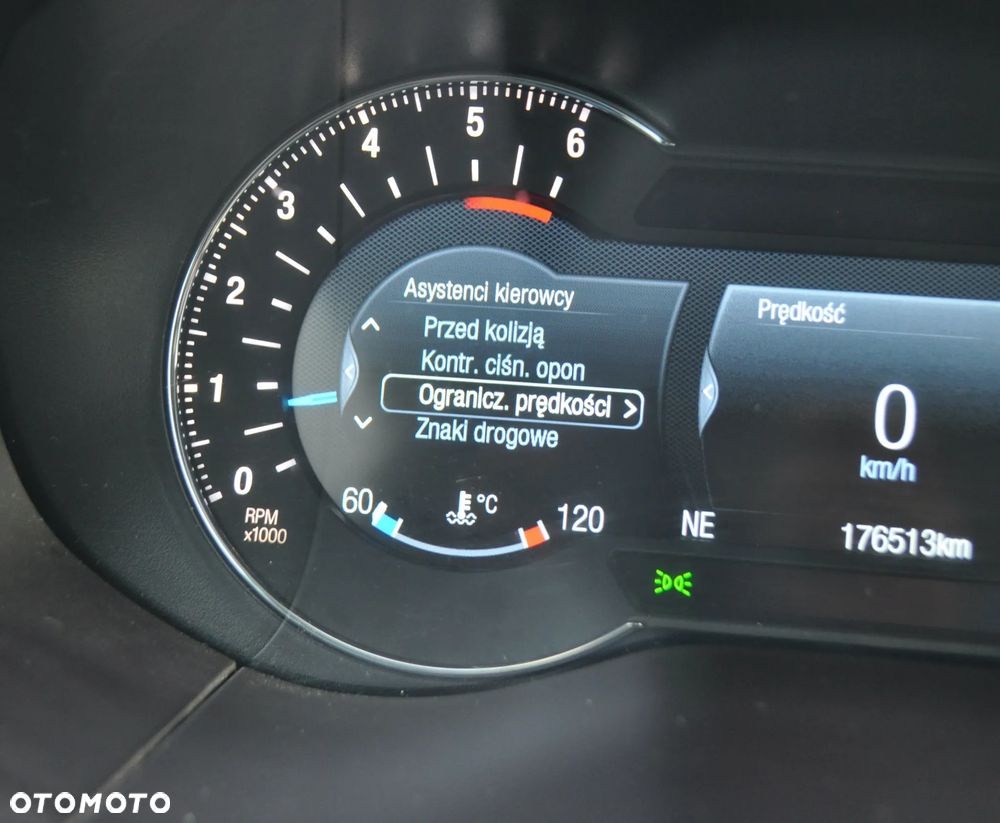 6
5
4
3
2
1
0
RPM
x1000
Asystenci kierowcy
Przed kolizją
Kontr. ciśn. opon
Ogranicz. prędkości >
Znaki drogowe
60 °C 120
Prędkość
0
km/h
NE 176513km
OTOMOTO